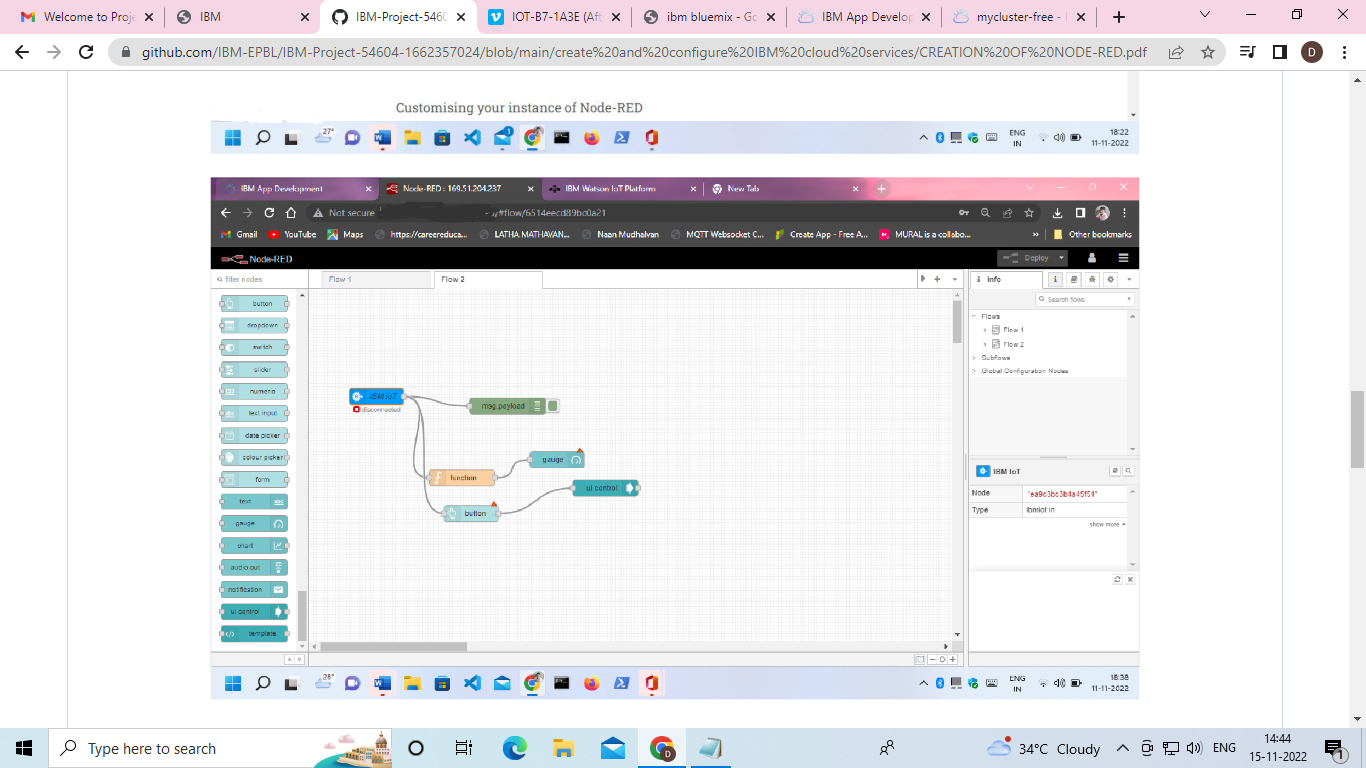 Welcome to Proje
IBM
IBM-Project-5460
IOT-B7-1A3E (Aft
ibm bluemix - Go
IBM App Develop
mycluster-free -
github.com/IBM-EPBL/IBM-Project-54604-1662357024/blob/main/create%20and%20configure%20IBM%20cloud%20services/CREATION%20OF%20NODE-RED.pdf
D
Customising your instance of Node-RED
27°
1
ENG
IN
18:22
11-11-2022
IBM App Development
Node-RED : 169.51.204.237
IBM Watson IoT Platform
New Tab
Not secure
#flow/6514eecd89bd0a21
Gmail
YouTube
Maps
https://careereduca...
LATHA MATHAVAN...
Naan Mudhalvan
MQTT Websocket C...
Create App - Free A...
MURAL is a collabo...
»
Other bookmarks
Node-RED
Deploy
filter nodes
Flow 1
Flow 2
info
Search flows
button
dropdown
switch
slider
numeric
text input
date picker
colour picker
form
text
gauge
chart
audio out
notification
ui control
template
IBM IoT
disconnected
msg.payload
function
gauge
button
ui control
Flows
Flow 1
Flow 2
Subflows
Global Configuration Nodes
IBM IoT
Node
"ea9c3bc3b4a45f51"
Type
ibmiot in
show more
28°
ENG
IN
18:38
11-11-2022
Type here to search
D
34°C Cloudy
ENG
14:44
15-11-2022
1